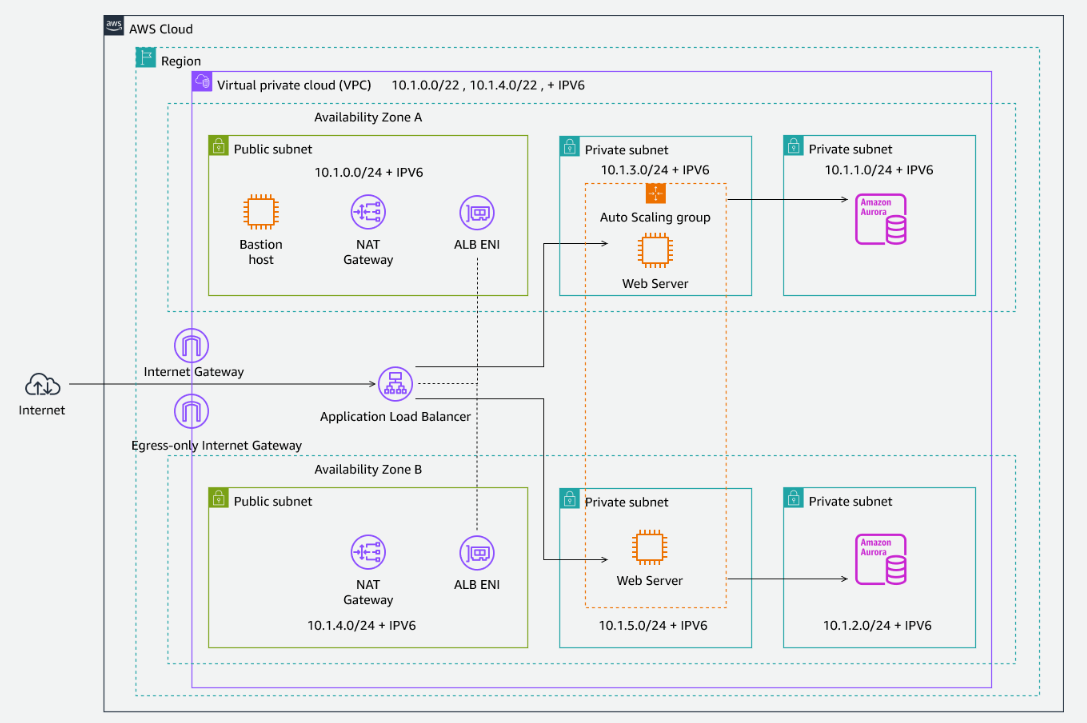 aws
AWS Cloud
Region
Virtual private cloud (VPC) 10.1.0.0/22 , 10.1.4.0/22 , + IPV6
Availability Zone A
Public subnet
10.1.0.0/24 + IPV6
Bastion
host
NAT
Gateway
ALB ENI
Private subnet
10.1.3.0/24 + IPV6
Auto Scaling group
Web Server
Private subnet
10.1.1.0/24 + IPV6
Amazon
Aurora
Internet Gateway
Internet
Application Load Balancer
Egress-only Internet Gateway
Availability Zone B
Public subnet
NAT
Gateway
ALB ENI
10.1.4.0/24 + IPV6
Private subnet
Web Server
10.1.5.0/24 + IPV6
Private subnet
Amazon
Aurora
10.1.2.0/24 + IPV6